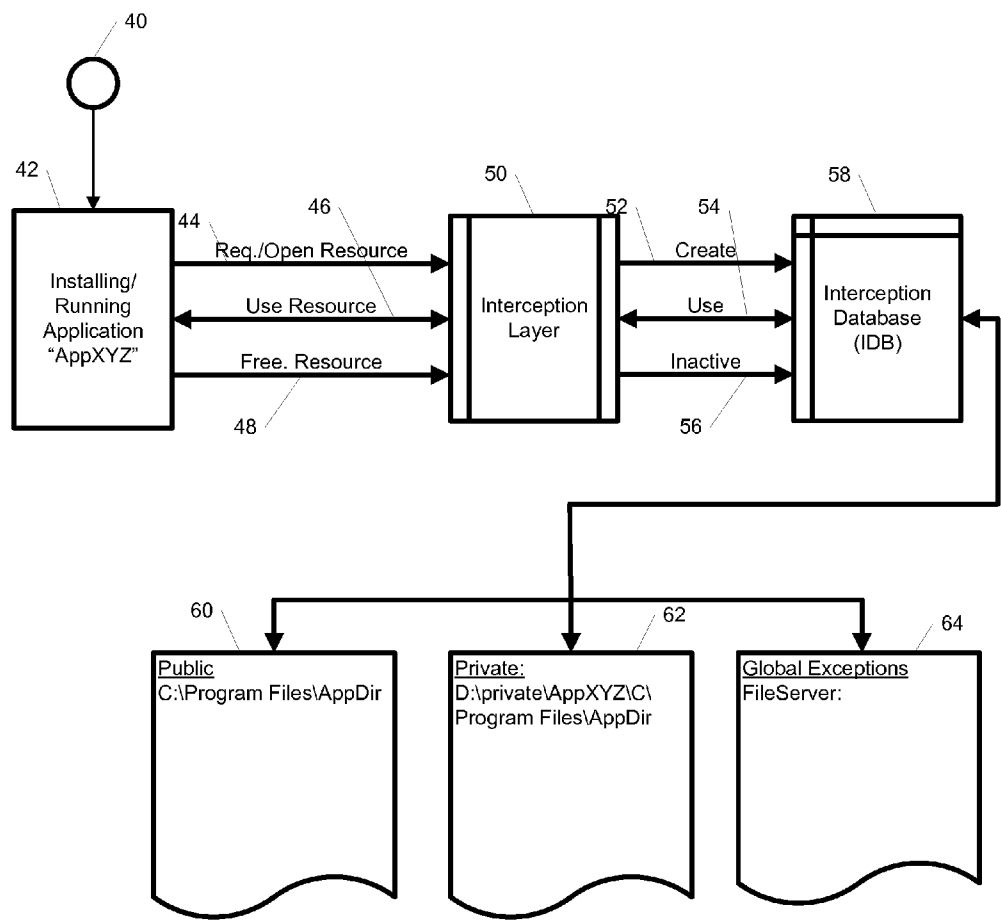 40
42
50
58
44
46
52
54
Req./Open Resource
Create
Installing/
Running
Application
“AppXYZ”
Use Resource
Interception
Layer
Use
Interception
Database
(IDB)
Free. Resource
Inactive
48
56
60
62
64
Public
C:\Program Files\AppDir
Private:
D:\private\AppXYZ\C\
Program Files\AppDir
Global Exceptions
FileServer: